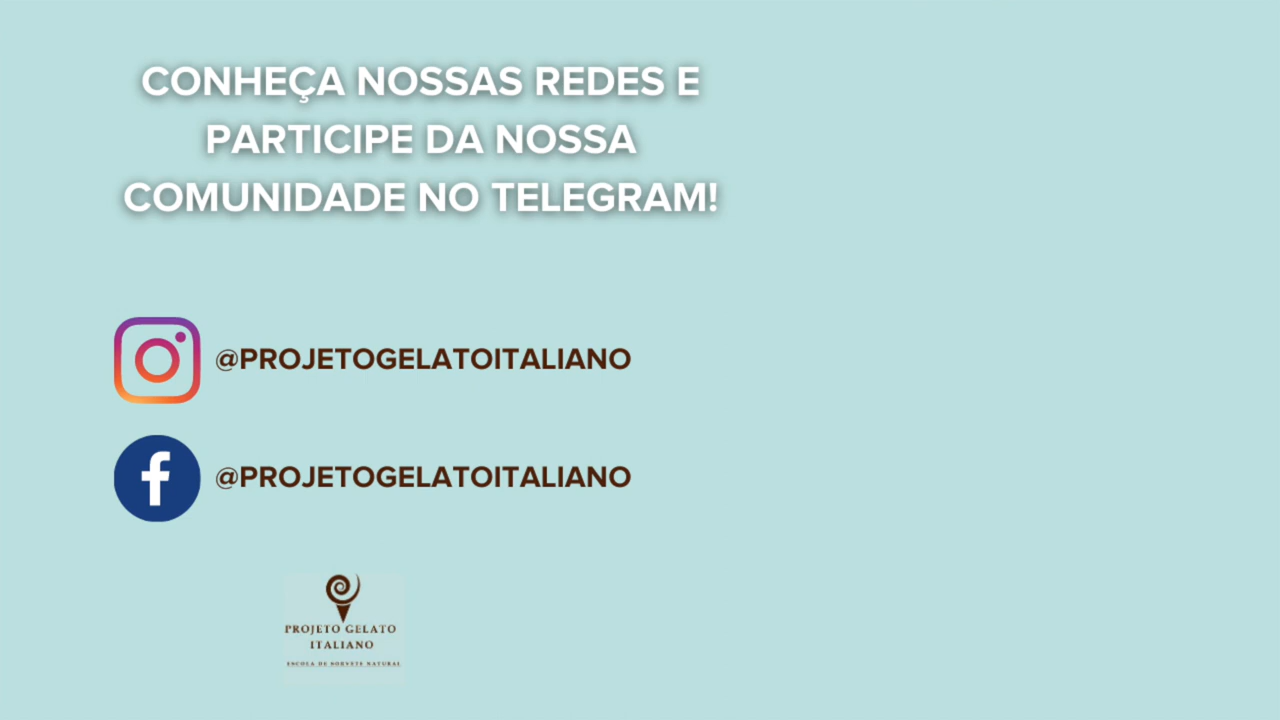 CONHEÇA NOSSAS REDES E
PARTICIPE DA NOSSA
COMUNIDADE NO TELEGRAM!
@PROJETOGELATOITALIANO
@PROJETOGELATOITALIANO
PROJETO GELATO
ITALIANO
ESCOLA DE SORVETE NATURAL